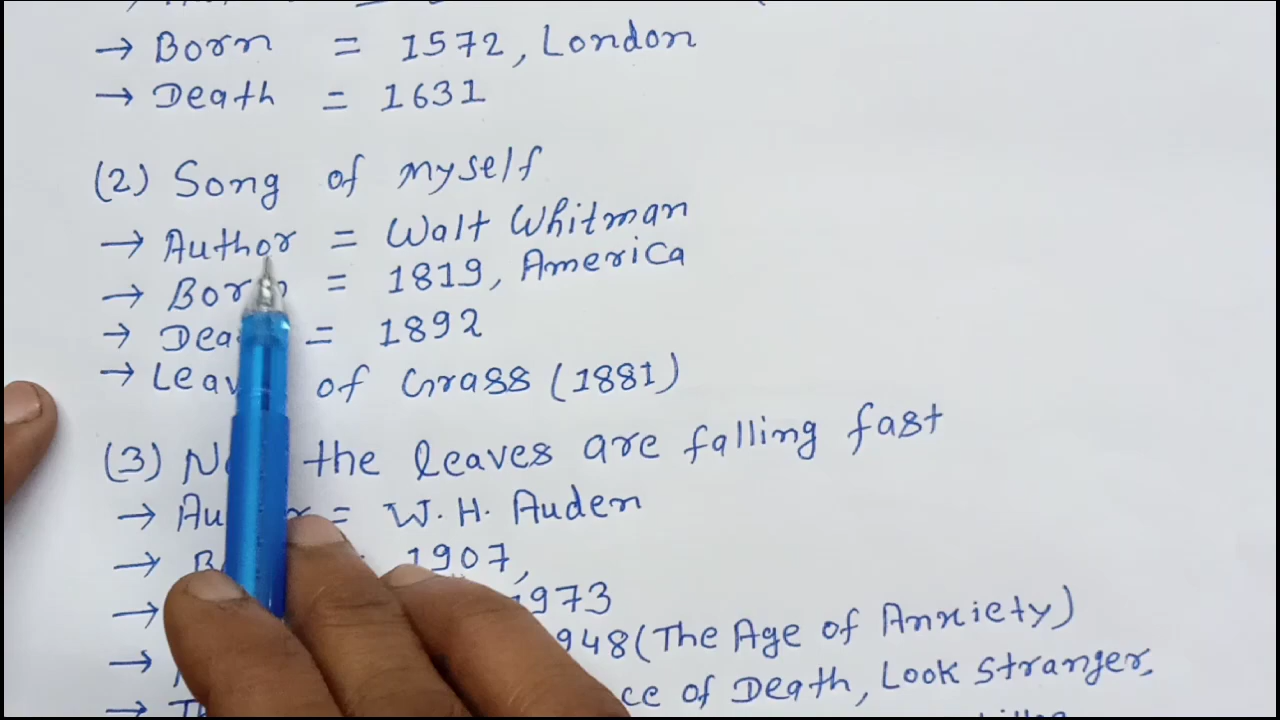 → Born = 1572, London
→ Death = 1631
(2) Song of Myself
→ Author = Walt Whitman
→ Born = 1819, America
→ Dea = 1892
→ Leav of Grass (1881)
(3) the leaves are falling fast
→ Au r = W. H. Auden
→ B 1907,
→ 1973
→ 948 (The Age of Anxiety)
→ ce of Death, Look Stranger,